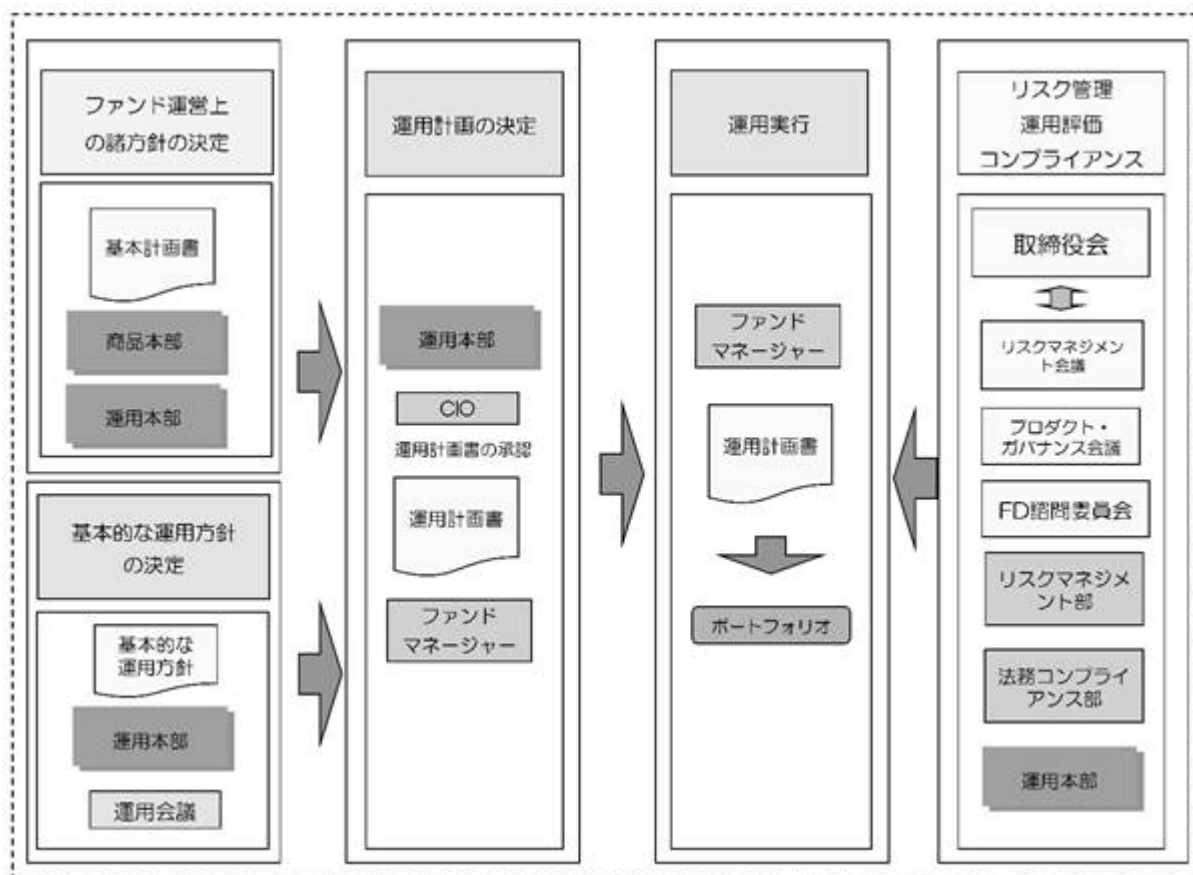 ファンド運営上
の諸方針の決定
基本計画書
商品本部
運用本部
基本的な運用方針
の決定
基本的な
運用方針
運用本部
運用会議
運用計画の決定
運用本部
CIO
運用計画書の承認
運用計画書
ファンド
マネージャー
運用実行
ファンド
マネージャー
運用計画書
ポートフォリオ
リスク管理
運用評価
コンプライアンス
取締役会
リスクマネジメン
ト会議
プロダクト・
ガバナンス会議
FD諮問委員会
リスクマネジメ
ント部
法務コンプライ
アンス部
運用本部